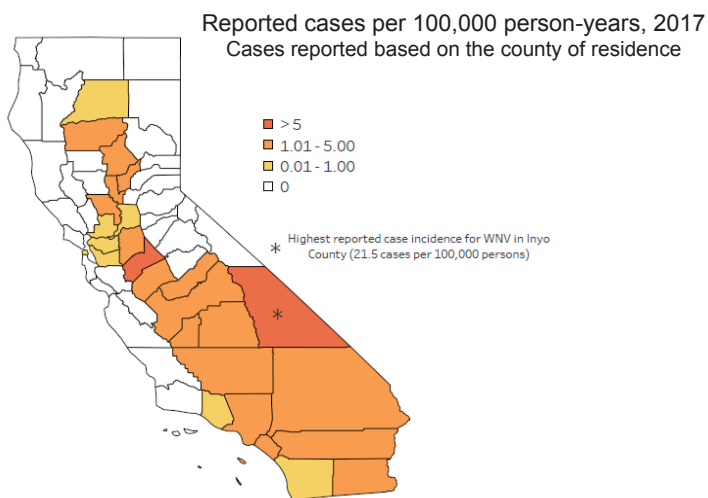 Reported cases per 100,000 person-years, 2017
Cases reported based on the county of residence
> 5
1.01 - 5.00
0.01 - 1.00
0
* Highest reported case incidence for WNV in Inyo
County (21.5 cases per 100,000 persons)
*